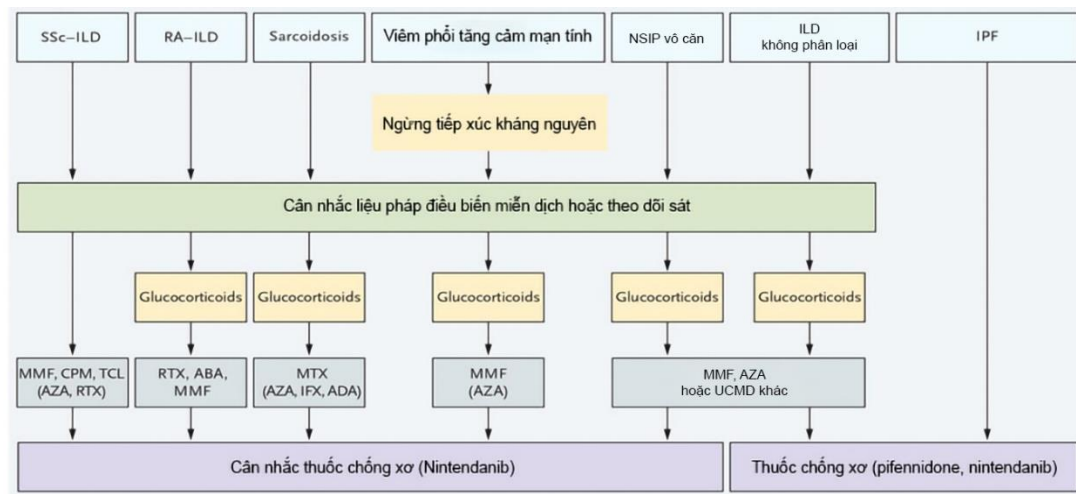 SSc–ILD
RA–ILD
Sarcoidosis
Viêm phổi tăng cảm mạn tính
NSIP vô căn
ILD
không phân loại
IPF
Ngừng tiếp xúc kháng nguyên
Cân nhắc liệu pháp điều biến miễn dịch hoặc theo dõi sát
Glucocorticoids
Glucocorticoids
Glucocorticoids
Glucocorticoids
Glucocorticoids
MMF, CPM, TCL
(AZA, RTX)
RTX, ABA,
MMF
MTX
(AZA, IFX, ADA)
MMF
(AZA)
MMF, AZA
hoặc UCMD khác
Cân nhắc thuốc chống xơ (Nintendanib)
Thuốc chống xơ (pifennidone, nintendanib)